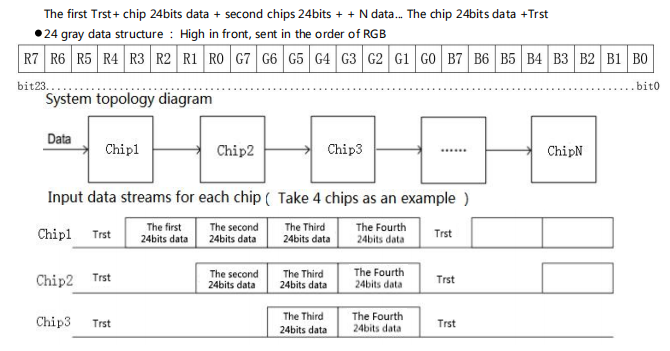 The first Trst+ chip 24bits data + second chips 24bits + + N data... The chip 24bits data +Trst
●24 gray data structure : High in front, sent in the order of RGB
R7 R6 R5 R4 R3 R2 R1 R0 G7 G6 G5 G4 G3 G2 G1 G0 B7 B6 B5 B4 B3 B2 B1 B0
bit23......bit0
System topology diagram
Data
Chip1 Chip2 Chip3 ...... ChipN
Input data streams for each chip ( Take 4 chips as an example )
Chip1 Trst The first 24bits data The second 24bits data The Third 24bits data The Fourth 24bits data Trst
Chip2 Trst The second 24bits data The Third 24bits data The Fourth 24bits data Trst
Chip3 Trst The Third 24bits data The Fourth 24bits data Trst